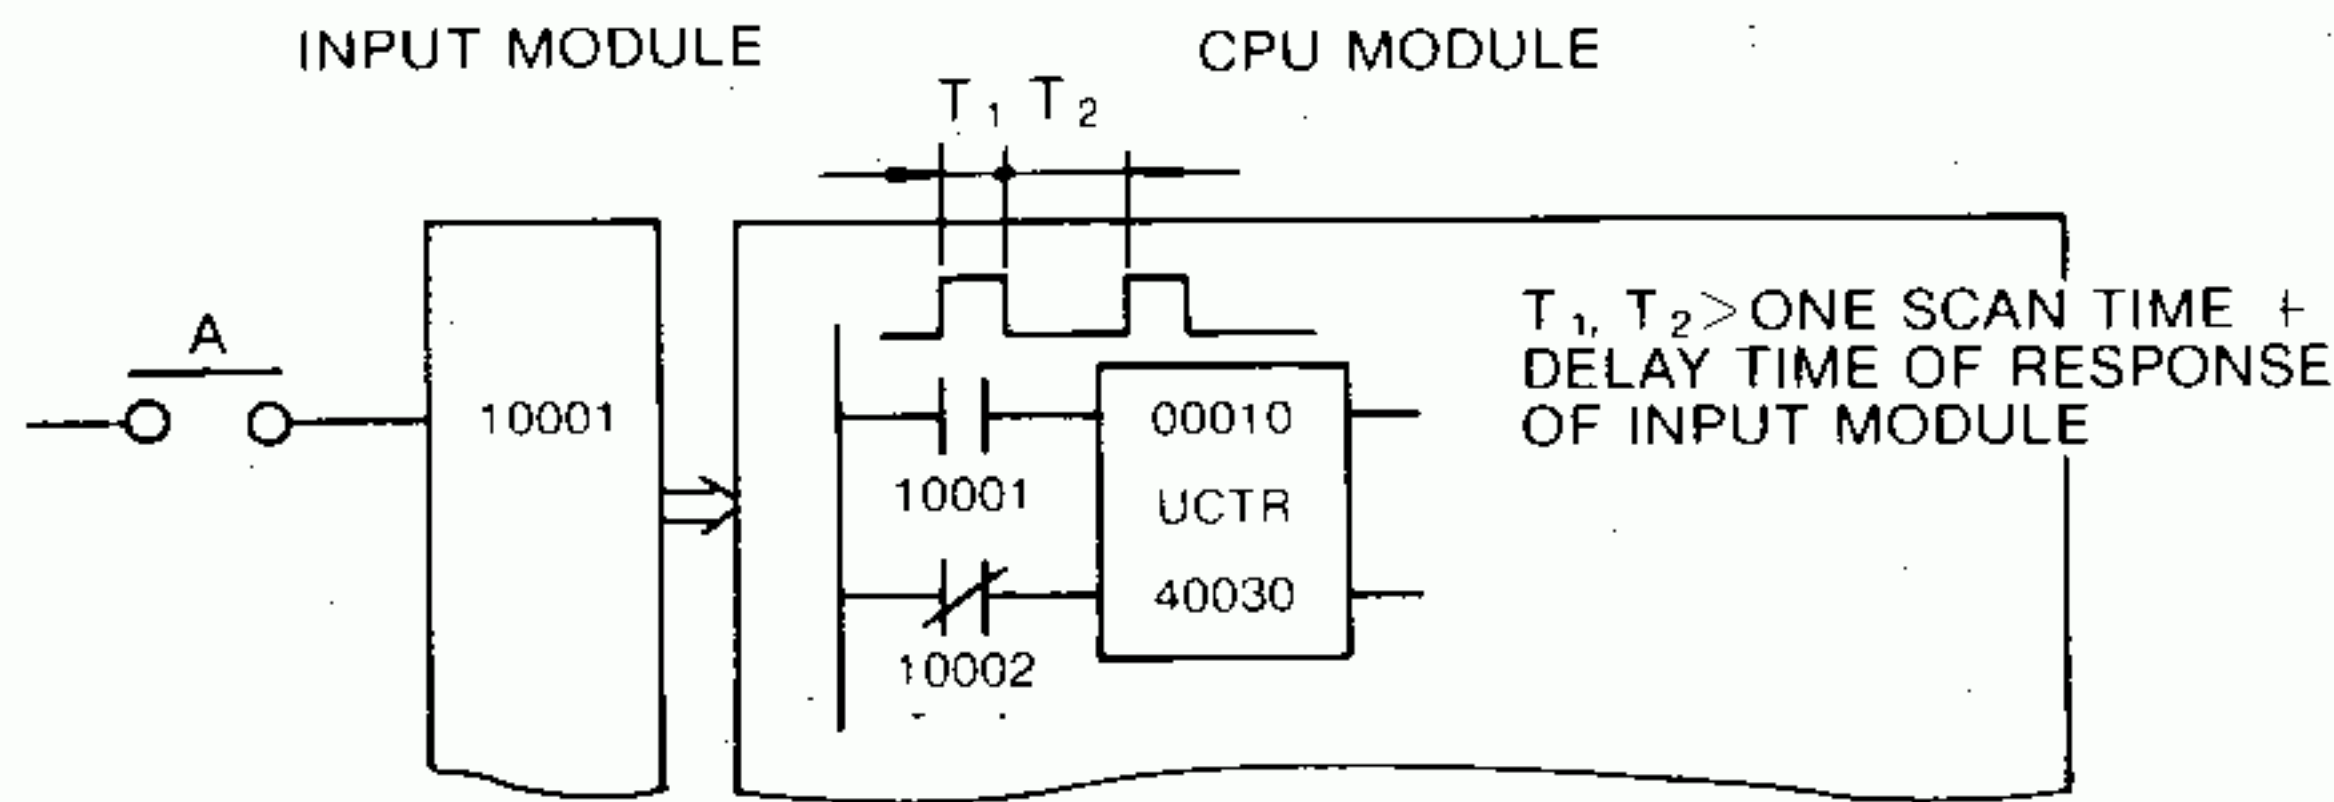 INPUT MODULE
CPU MODULE
T₁ T₂
A
10001
T₁, T₂ > ONE SCAN TIME +
DELAY TIME OF RESPONSE
OF INPUT MODULE
10001
10002
00010
UCTR
40030